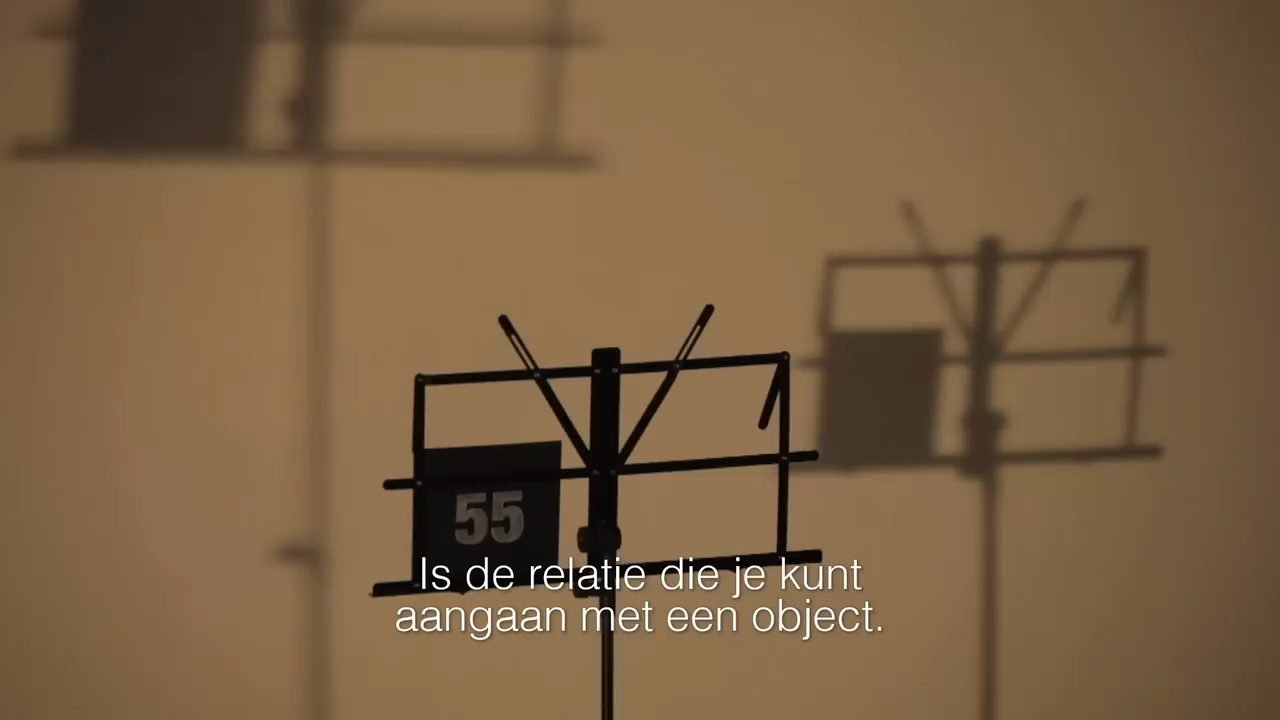 55
Is de relatie die je kunt
aangaan met een object.